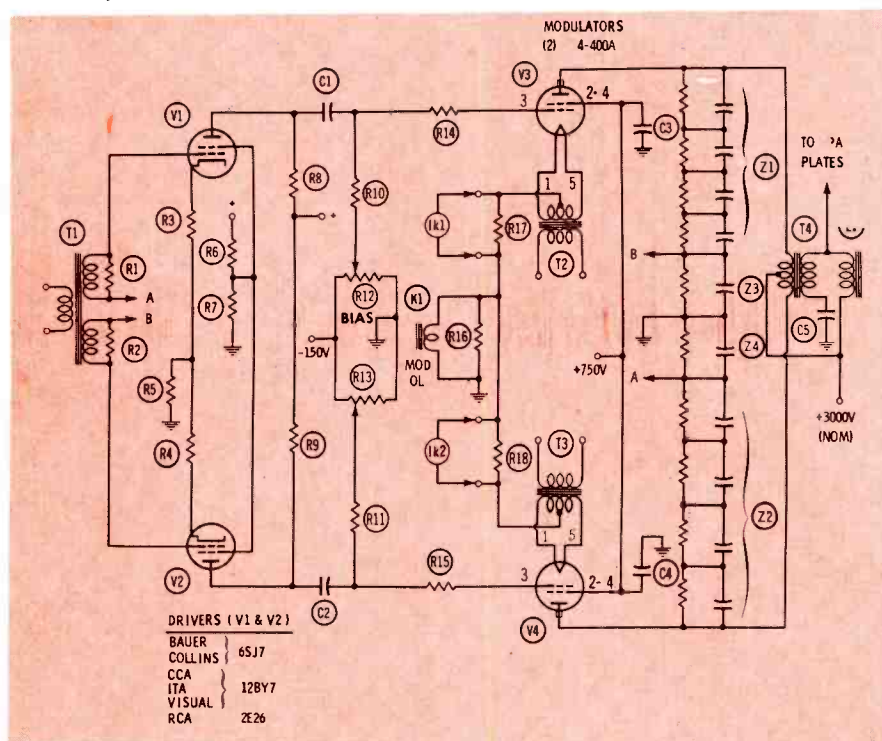 MODULATORS
(2) 4-400A
V3
C1
V1
3
2-4
R14
C3
TO PA
PLATES
R8
+
R10
R3
+
1
5
Z1
T1
R6
Ik1
R17
T4
R1
T2
A
R12
K1
B
Z3
B
R7
BIAS
R16
C5
R2
-150V
MOD
OL
+750V
Z4
R5
R13
A
+3000V
(NOM)
R4
R9
Ik2
T3
R18
Z2
R11
1
5
V2
R15
3
2-4
C4
C2
V4
DRIVERS (V1 & V2)
BAUER
COLLINS
6SJ7
CCA
ITA
VISUAL
12BY7
RCA 2E26